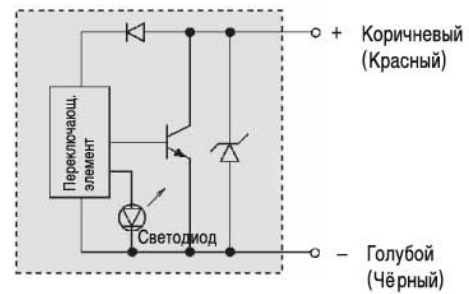 + Коричневый
(Красный)
Переключающ.
элемент
Светодиод
– Голубой
(Чёрный)